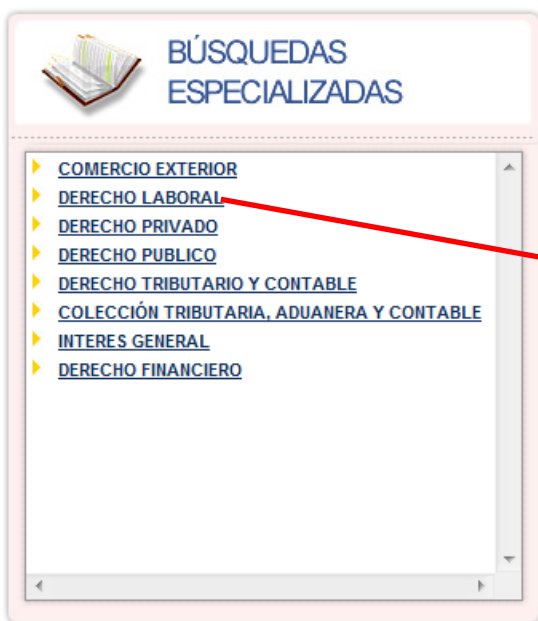 BÚSQUEDAS
ESPECIALIZADAS
COMERCIO EXTERIOR
DERECHO LABORAL
DERECHO PRIVADO
DERECHO PUBLICO
DERECHO TRIBUTARIO Y CONTABLE
COLECCIÓN TRIBUTARIA, ADUANERA Y CONTABLE
INTERES GENERAL
DERECHO FINANCIERO